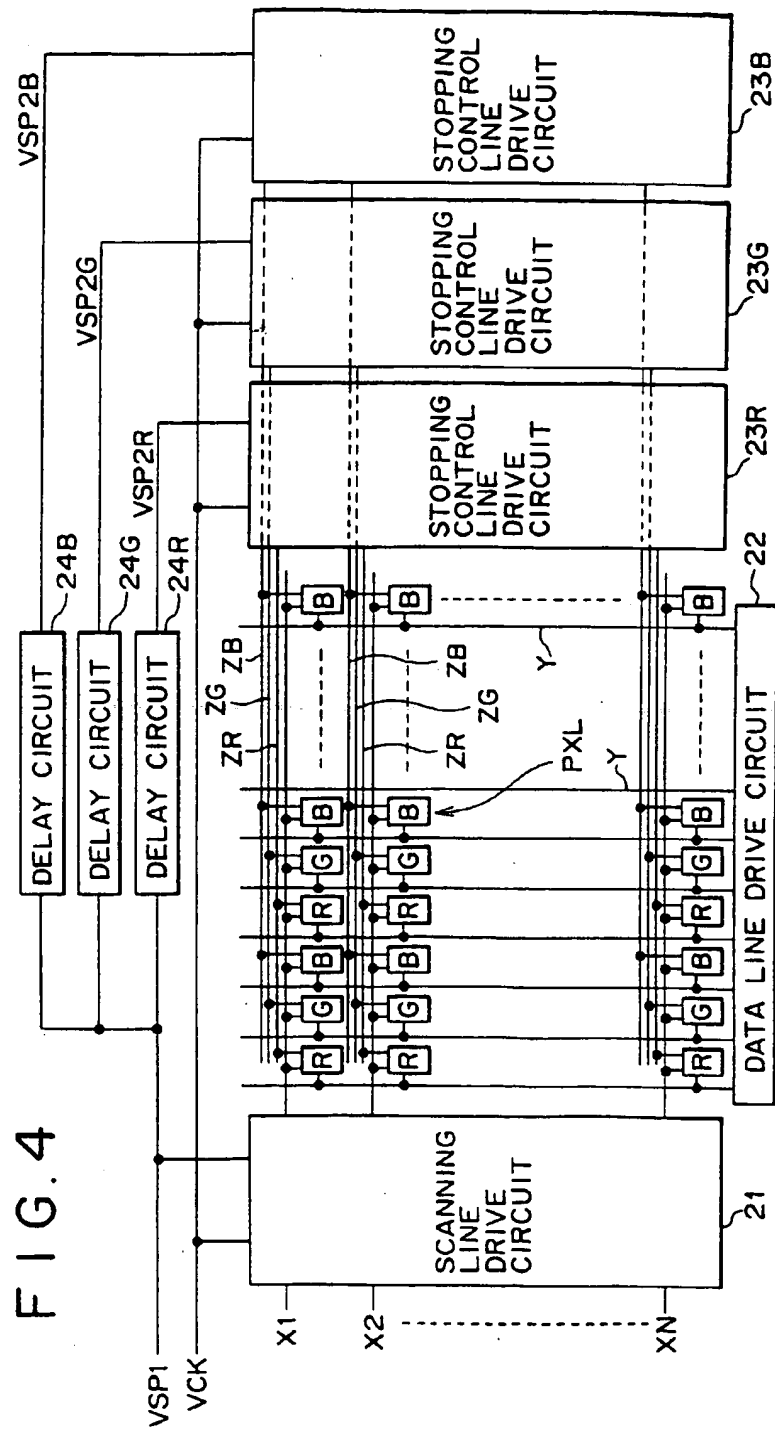 FIG. 4
VSP1
VCK
DELAY CIRCUIT
24B
DELAY CIRCUIT
24G
DELAY CIRCUIT
24R
VSP2B
VSP2G
VSP2R
SCANNING
LINE
DRIVE
CIRCUIT
21
X1
X2
XN
ZR
ZG
ZB
R
G
B
R
G
B
B
ZR
ZG
ZB
R
G
B
R
G
B
B
PXL
Y
Y
R
G
B
R
G
B
B
DATA LINE DRIVE CIRCUIT
22
STOPPING
CONTROL
LINE
DRIVE
CIRCUIT
23R
STOPPING
CONTROL
LINE
DRIVE
CIRCUIT
23G
STOPPING
CONTROL
LINE
DRIVE
CIRCUIT
23B